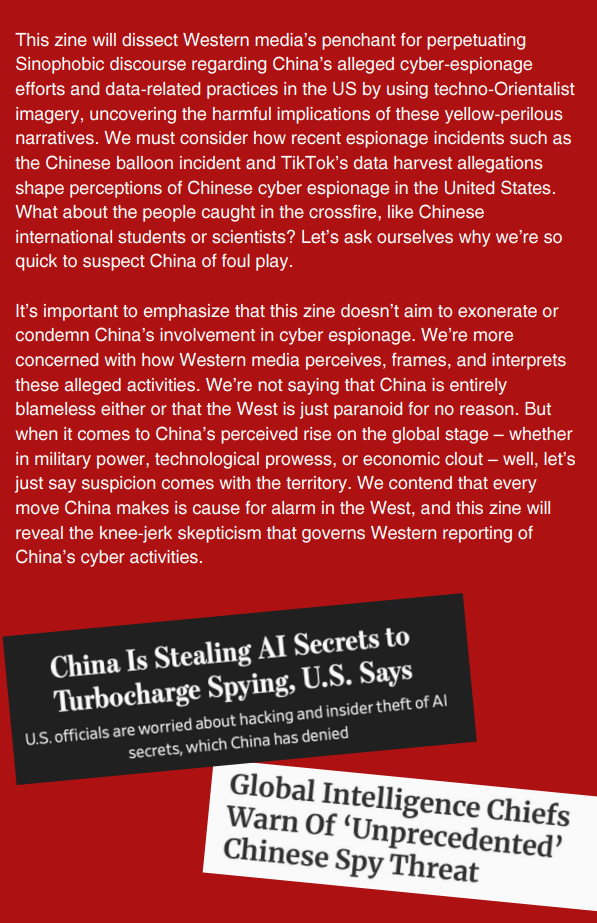 This zine will dissect Western media’s penchant for perpetuating
Sinophobic discourse regarding China’s alleged cyber-espionage
efforts and data-related practices in the US by using techno-Orientalist
imagery, uncovering the harmful implications of these yellow-perilous
narratives. We must consider how recent espionage incidents such as
the Chinese balloon incident and TikTok’s data harvest allegations
shape perceptions of Chinese cyber espionage in the United States.
What about the people caught in the crossfire, like Chinese
international students or scientists? Let’s ask ourselves why we’re so
quick to suspect China of foul play.
It’s important to emphasize that this zine doesn’t aim to exonerate or
condemn China’s involvement in cyber espionage. We’re more
concerned with how Western media perceives, frames, and interprets
these alleged activities. We’re not saying that China is entirely
blameless either or that the West is just paranoid for no reason. But
when it comes to China’s perceived rise on the global stage – whether
in military power, technological prowess, or economic clout – well, let’s
just say suspicion comes with the territory. We contend that every
move China makes is cause for alarm in the West, and this zine will
reveal the knee-jerk skepticism that governs Western reporting of
China’s cyber activities.
China Is Stealing AI Secrets to
Turbocharge Spying, U.S. Says
U.S. officials are worried about hacking and insider theft of AI
secrets, which China has denied
Global Intelligence Chiefs
Warn Of ‘Unprecedented’
Chinese Spy Threat